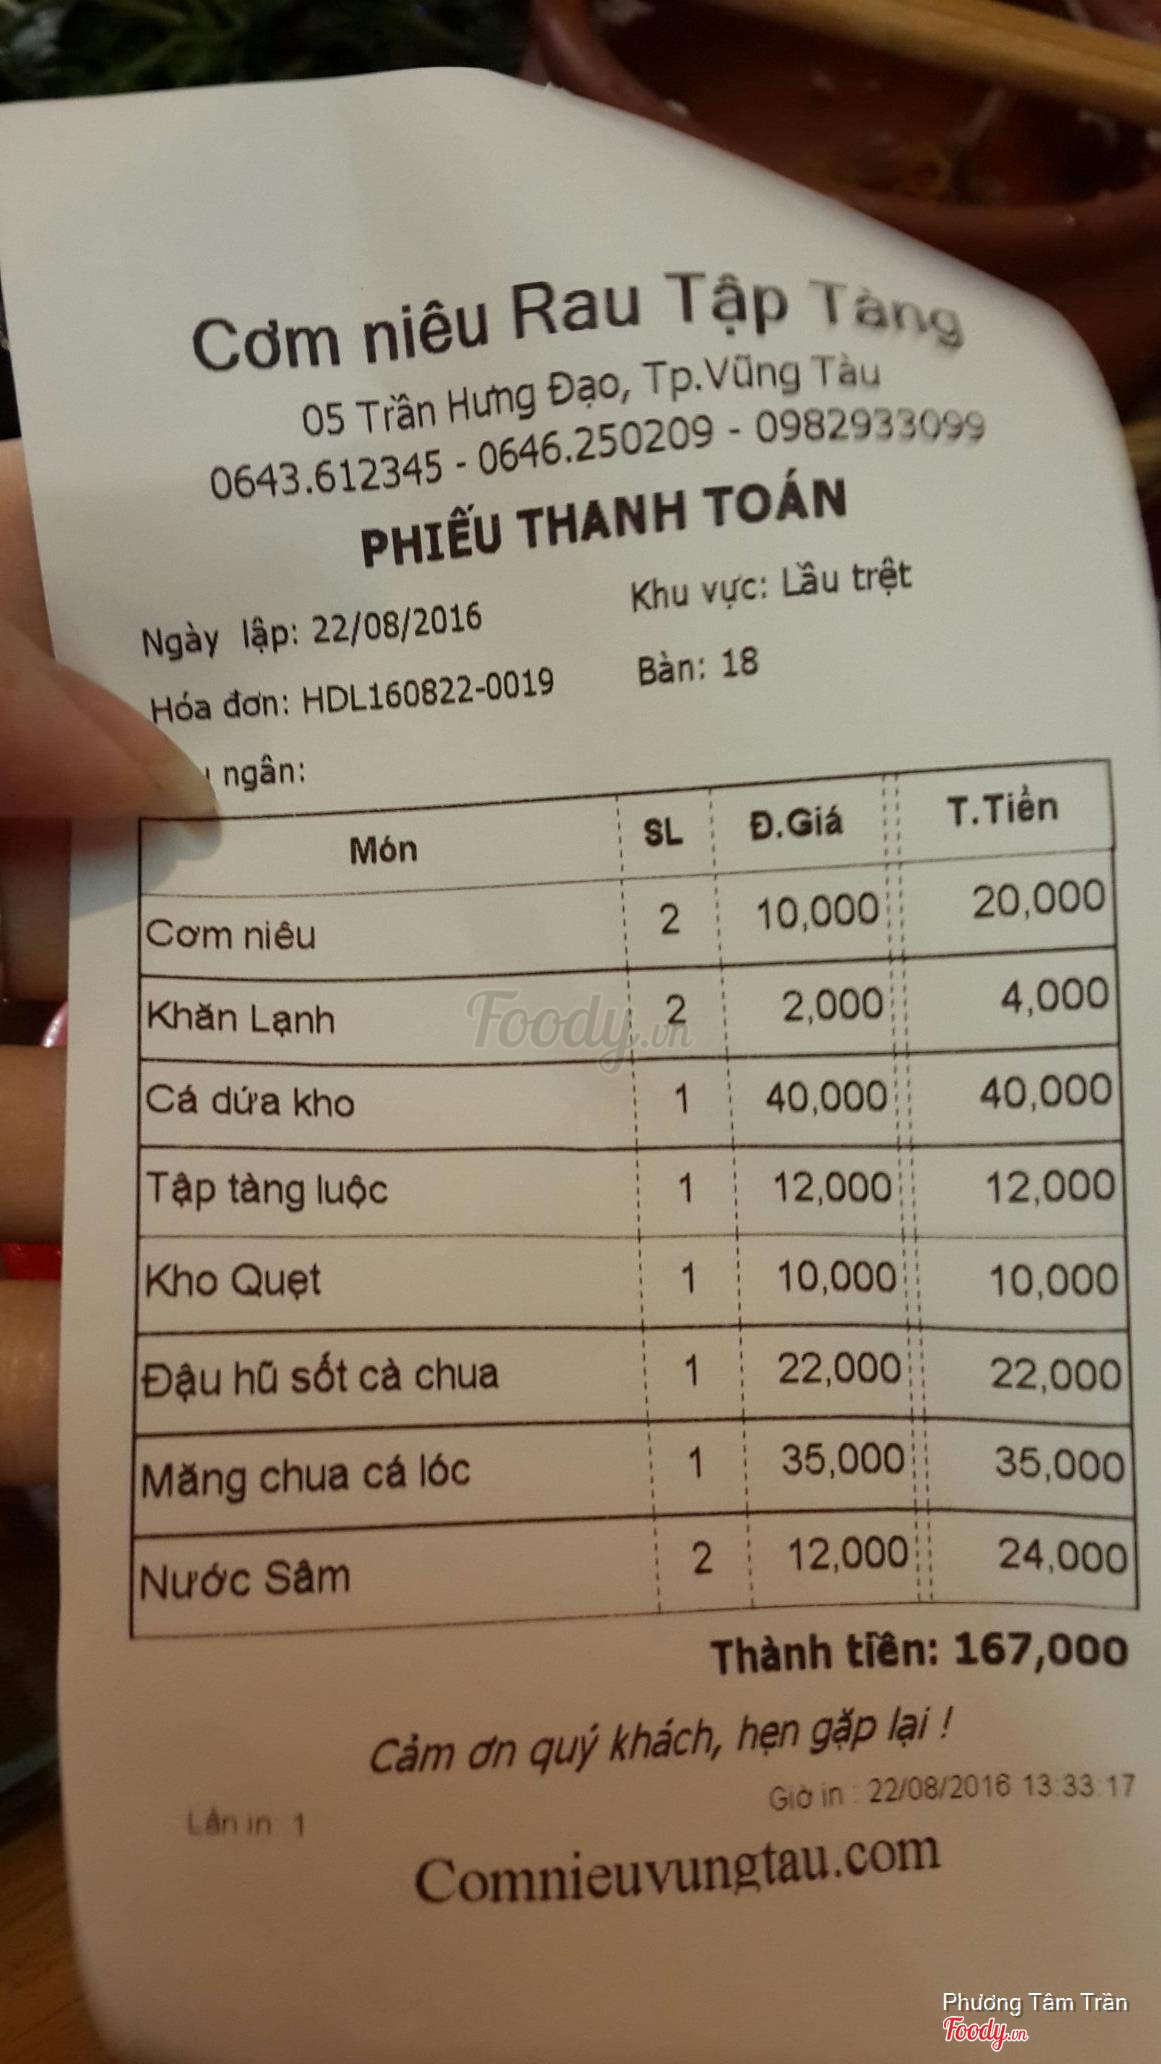 Cơm niêu Rau Tập Tàng
05 Trần Hưng Đạo, Tp.Vũng Tàu
0643.612345 - 0646.250209 - 0982933099
PHIẾU THANH TOÁN
Ngày lập: 22/08/2016 Khu vực: Lầu trệt
Hóa đơn: HDL160822-0019 Bàn: 18
ngân:
Món SL Đ.Giá T.Tiền
Cơm niêu 2 10,000 20,000
Khăn Lạnh 2 2,000 4,000
Cá dứa kho 1 40,000 40,000
Tập tàng luộc 1 12,000 12,000
Kho Quẹt 1 10,000 10,000
Đậu hũ sốt cà chua 1 22,000 22,000
Măng chua cá lóc 1 35,000 35,000
Nước Sâm 2 12,000 24,000
Thành tiền: 167,000
Cảm ơn quý khách, hẹn gặp lại !
Giờ in : 22/08/2016 13:33:17
Lần in: 1
Comnieuvungtau.com
Foody.vn
Phương Tâm Trần
Foody.vn